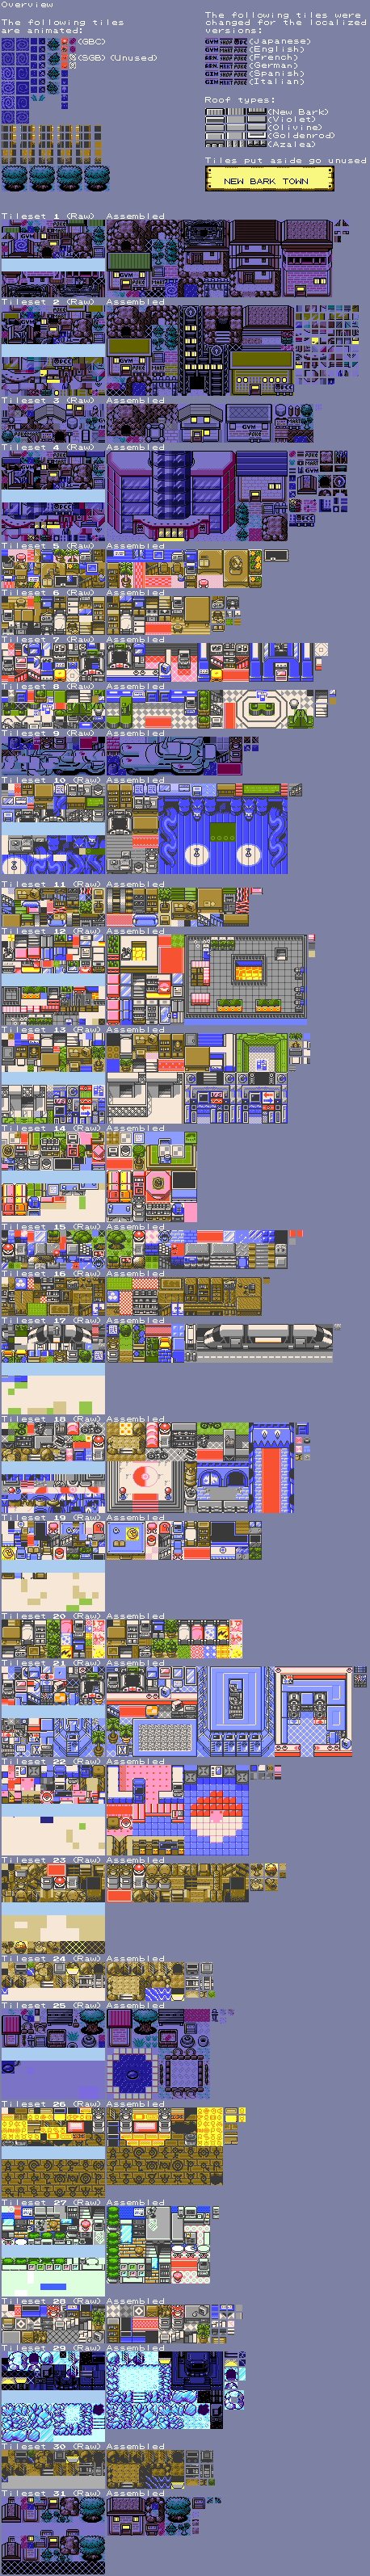 Overview
The following tiles
are animated:
(GBC)
(SGB) (Unused)
The following tiles were
changed for the localized
versions:
(Japanese)
(English)
(French)
(German)
(Spanish)
(Italian)
Roof types:
(New Bark)
(Violet)
(Olivine)
(Goldenrod)
(Azalea)
Tiles put aside go unused
NEW BARK TOWN
Tileset 1 (Raw) Assembled
Tileset 2 (Raw) Assembled
Tileset 3 (Raw) Assembled
Tileset 4 (Raw) Assembled
Tileset 5 (Raw) Assembled
Tileset 6 (Raw) Assembled
Tileset 7 (Raw) Assembled
Tileset 8 (Raw) Assembled
Tileset 9 (Raw) Assembled
Tileset 10 (Raw) Assembled
Tileset 11 (Raw) Assembled
Tileset 12 (Raw) Assembled
Tileset 13 (Raw) Assembled
Tileset 14 (Raw) Assembled
Tileset 15 (Raw) Assembled
Tileset 16 (Raw) Assembled
Tileset 17 (Raw) Assembled
Tileset 18 (Raw) Assembled
Tileset 19 (Raw) Assembled
Tileset 20 (Raw) Assembled
Tileset 21 (Raw) Assembled
Tileset 22 (Raw) Assembled
Tileset 23 (Raw) Assembled
Tileset 24 (Raw) Assembled
Tileset 25 (Raw) Assembled
Tileset 26 (Raw) Assembled
Tileset 27 (Raw) Assembled
Tileset 28 (Raw) Assembled
Tileset 29 (Raw) Assembled
Tileset 30 (Raw) Assembled
Tileset 31 (Raw) Assembled